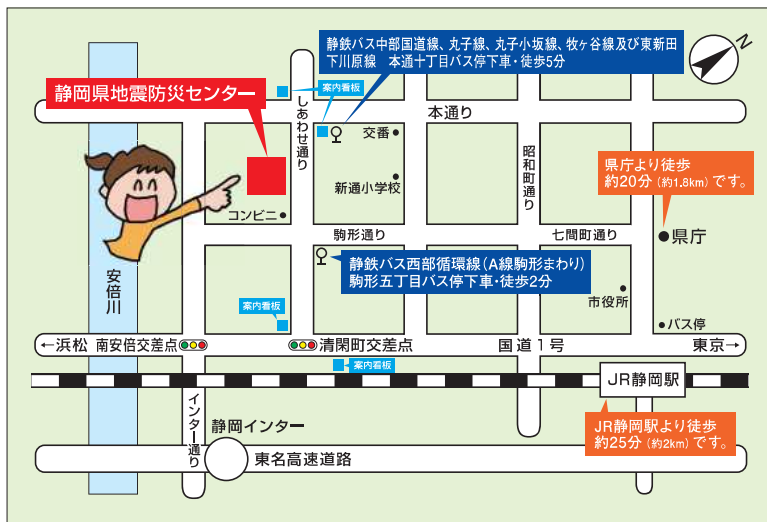 静鉄バス中部国道線、丸子線、丸子小坂線、牧ヶ谷線及び東新田
下川原線　本通十丁目バス停下車・徒歩5分
N
静岡県地震防災センター
案内看板
案内看板
しあわせ通り
本通り
交番
新通小学校
昭和町通り
県庁より徒歩
約20分（約1.8km）です。
コンビニ
駒形通り
七間町通り
県庁
安倍川
静鉄バス西部循環線（A線駒形まわり）
駒形五丁目バス停下車・徒歩2分
市役所
案内看板
バス停
←浜松
南安倍交差点
清閑町交差点
国道1号
東京→
案内看板
JR静岡駅
インター通り
静岡インター
JR静岡駅より徒歩
約25分（約2km）です。
東名高速道路